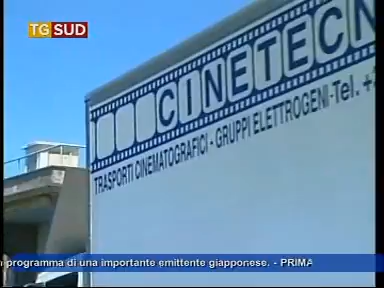 TG SUD
CINETECN
TRASPORTI CINEMATOGRAFICI - GRUPPI ELETTROGENI - Tel. +
programma di una importante emittente giapponese. - PRIMA